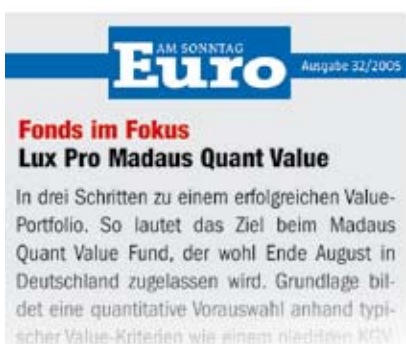 AM SONNTAG
Euro
Ausgabe 32/2005
Fonds im Fokus
Lux Pro Madaus Quant Value
In drei Schritten zu einem erfolgreichen Value-
Portfolio. So lautet das Ziel beim Madaus
Quant Value Fund, der wohl Ende August in
Deutschland zugelassen wird. Grundlage bil-
det eine quantitative Vorauswahl anhand typi-
scher Value-Kriterien wie einem niedrigen KGV